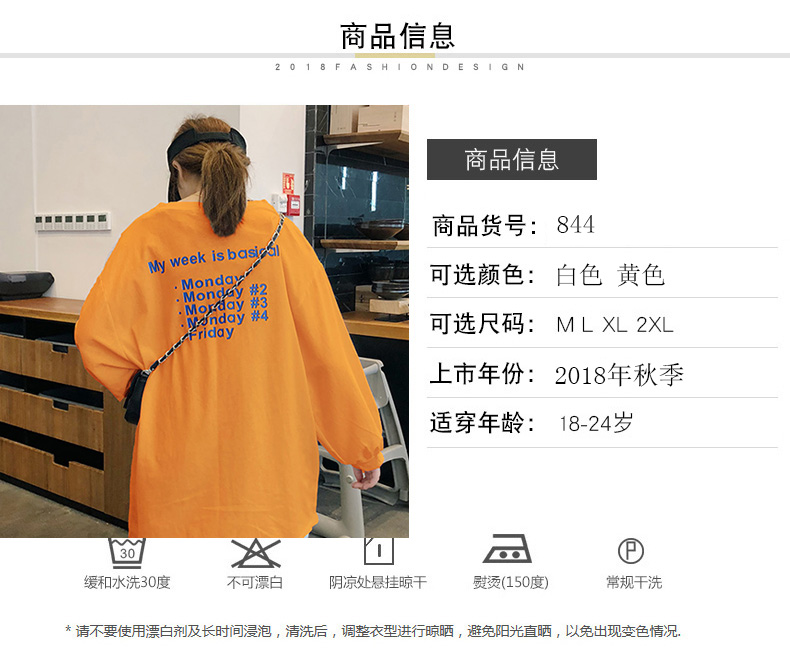 商品信息
2018FASHIONDESIGN
商品信息
商品货号： 844
可选颜色： 白色 黄色
可选尺码： M L XL 2XL
上市年份： 2018年秋季
适穿年龄： 18-24岁
My week is basical
· Monday
· Monday #2
· Monday #3
· Monday #4
· Friday
30
P
缓和水洗30度
不可漂白
阴凉处悬挂晾干
熨烫(150度)
常规干洗
* 请不要使用漂白剂及长时间浸泡，清洗后，调整衣型进行晾晒，避免阳光直晒，以免出现变色情况.